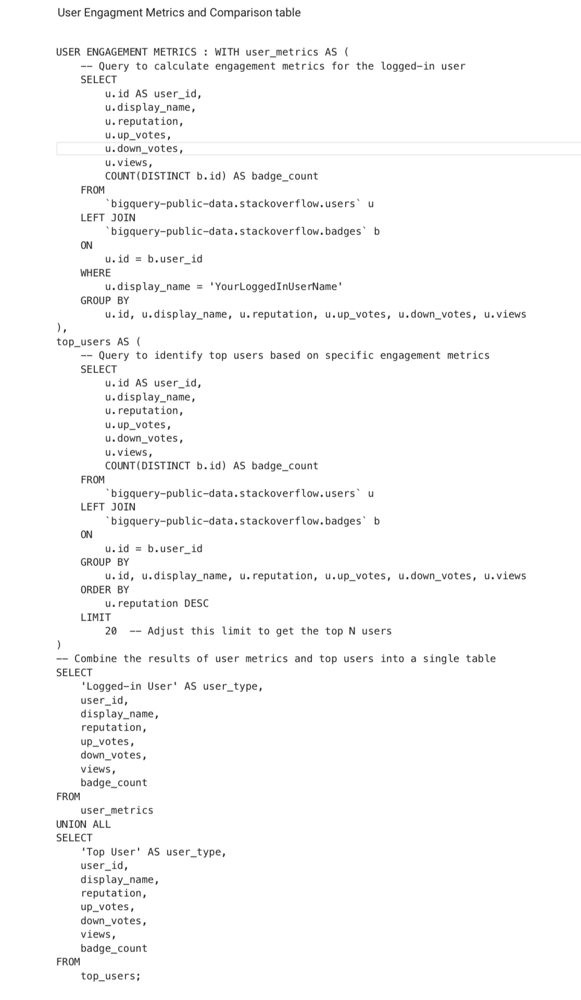 User Engagment Metrics and Comparison table
USER ENGAGEMENT METRICS : WITH user_metrics AS (
    -- Query to calculate engagement metrics for the logged-in user
    SELECT
        u.id AS user_id,
        u.display_name,
        u.reputation,
        u.up_votes,
        u.down_votes,
        u.views,
        COUNT(DISTINCT b.id) AS badge_count
    FROM
        `bigquery-public-data.stackoverflow.users` u
    LEFT JOIN
        `bigquery-public-data.stackoverflow.badges` b
    ON
        u.id = b.user_id
    WHERE
        u.display_name = 'YourLoggedInUserName'
    GROUP BY
        u.id, u.display_name, u.reputation, u.up_votes, u.down_votes, u.views
),
top_users AS (
    -- Query to identify top users based on specific engagement metrics
    SELECT
        u.id AS user_id,
        u.display_name,
        u.reputation,
        u.up_votes,
        u.down_votes,
        u.views,
        COUNT(DISTINCT b.id) AS badge_count
    FROM
        `bigquery-public-data.stackoverflow.users` u
    LEFT JOIN
        `bigquery-public-data.stackoverflow.badges` b
    ON
        u.id = b.user_id
    GROUP BY
        u.id, u.display_name, u.reputation, u.up_votes, u.down_votes, u.views
    ORDER BY
        u.reputation DESC
    LIMIT
        20  -- Adjust this limit to get the top N users
)
-- Combine the results of user metrics and top users into a single table
SELECT
    'Logged-in User' AS user_type,
    user_id,
    display_name,
    reputation,
    up_votes,
    down_votes,
    views,
    badge_count
FROM
    user_metrics
UNION ALL
SELECT
    'Top User' AS user_type,
    user_id,
    display_name,
    reputation,
    up_votes,
    down_votes,
    views,
    badge_count
FROM
    top_users;